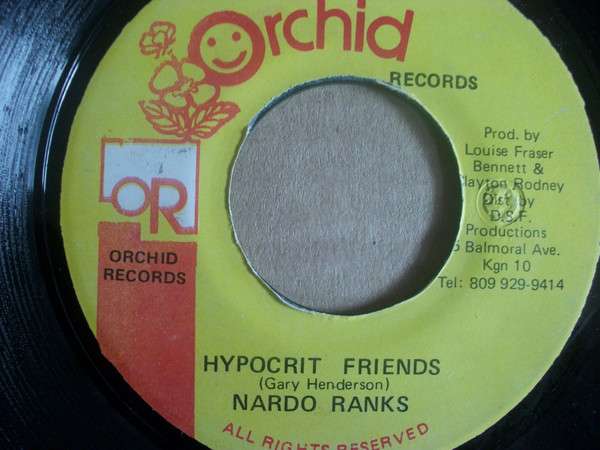 Orchid
RECORDS
OR
ORCHID
RECORDS
Prod. by
Louise Fraser
Bennett &
Rodney
Dist. by
D.S.F.
Productions
Balmoral Ave.
Kgn 10
Tel: 809 929-9414
HYPOCRIT FRIENDS
(Gary Henderson)
NARDO RANKS
ALL RIGHTS RESERVED